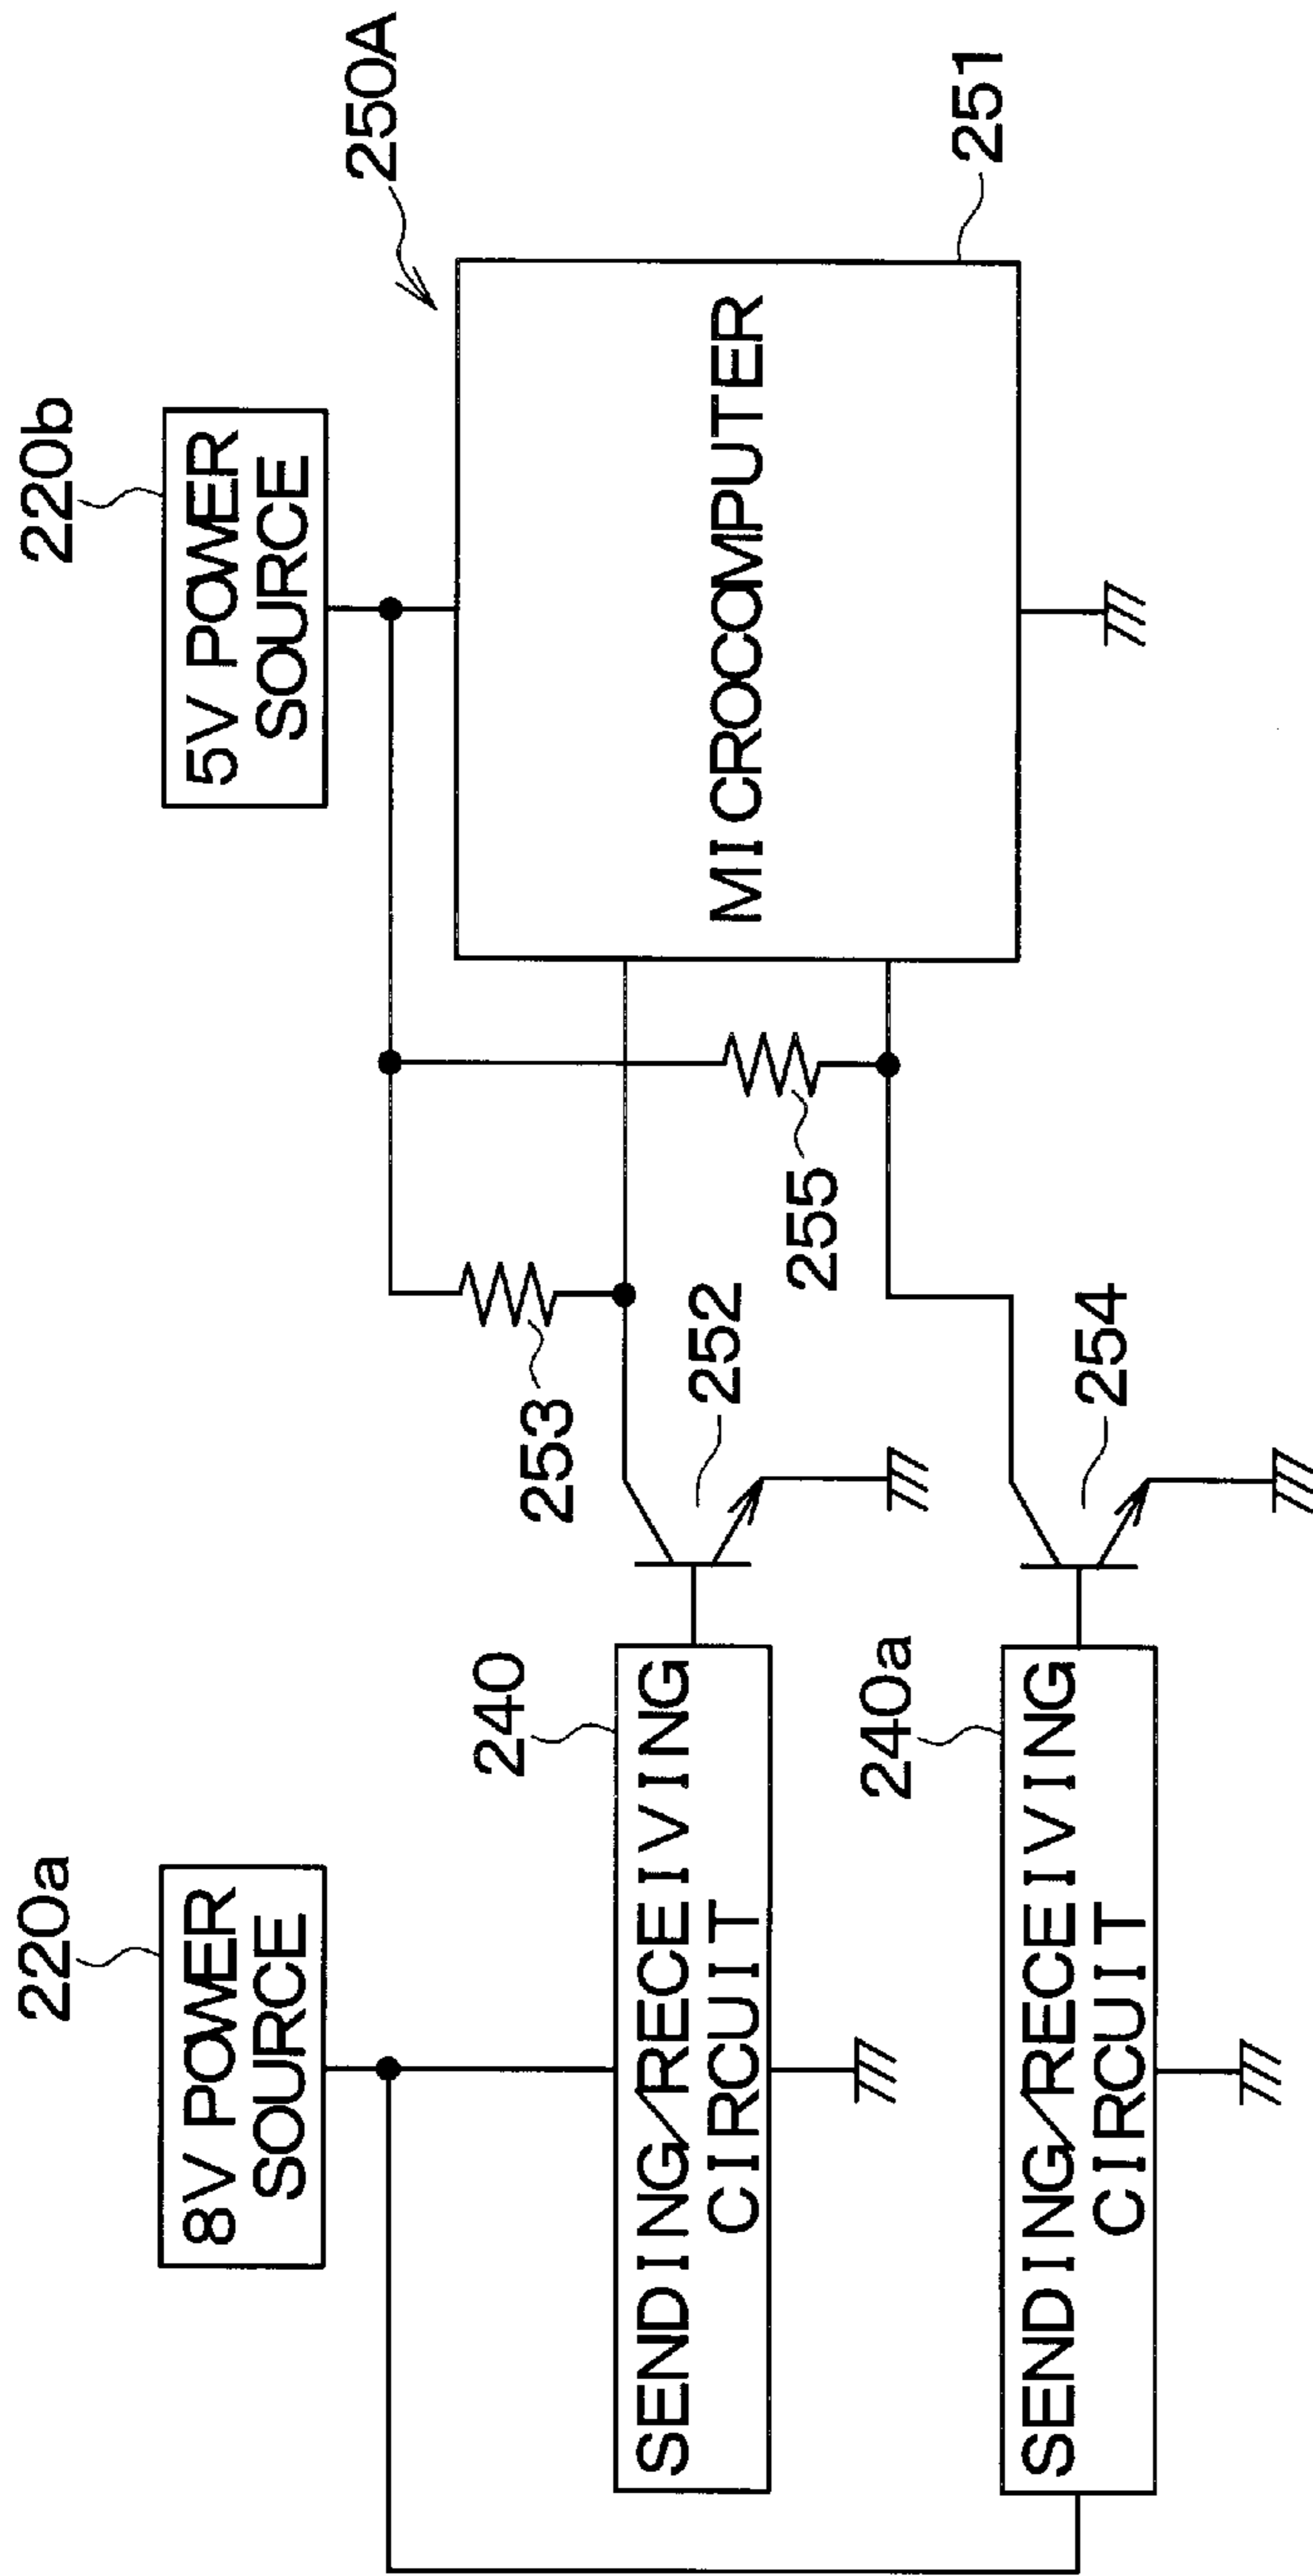 220a
8V POWER
SOURCE
220b
5V POWER
SOURCE
250A
240
SENDING/RECEIVING
CIRCUIT
253
252
255
MICROCOMPUTER
251
240a
SENDING/RECEIVING
CIRCUIT
254